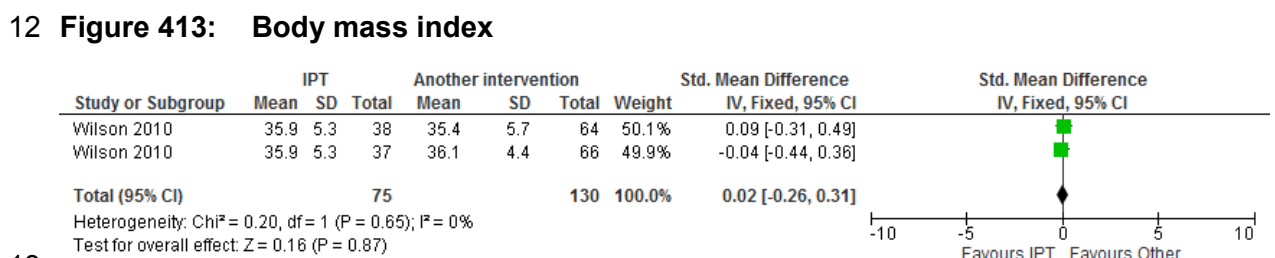 12 Figure 413: Body mass index
IPT Another intervention Std. Mean Difference Std. Mean Difference
Study or Subgroup Mean SD Total Mean SD Total Weight IV, Fixed, 95% CI IV, Fixed, 95% CI
Wilson 2010 35.9 5.3 38 35.4 5.7 64 50.1% 0.09 [-0.31, 0.49]
Wilson 2010 35.9 5.3 37 36.1 4.4 66 49.9% -0.04 [-0.44, 0.36]
Total (95% CI) 75 130 100.0% 0.02 [-0.26, 0.31]
Heterogeneity: Chi² = 0.20, df = 1 (P = 0.65); I² = 0%
Test for overall effect: Z = 0.16 (P = 0.87)
-10 -5 0 5 10
Favours IPT Favours Other